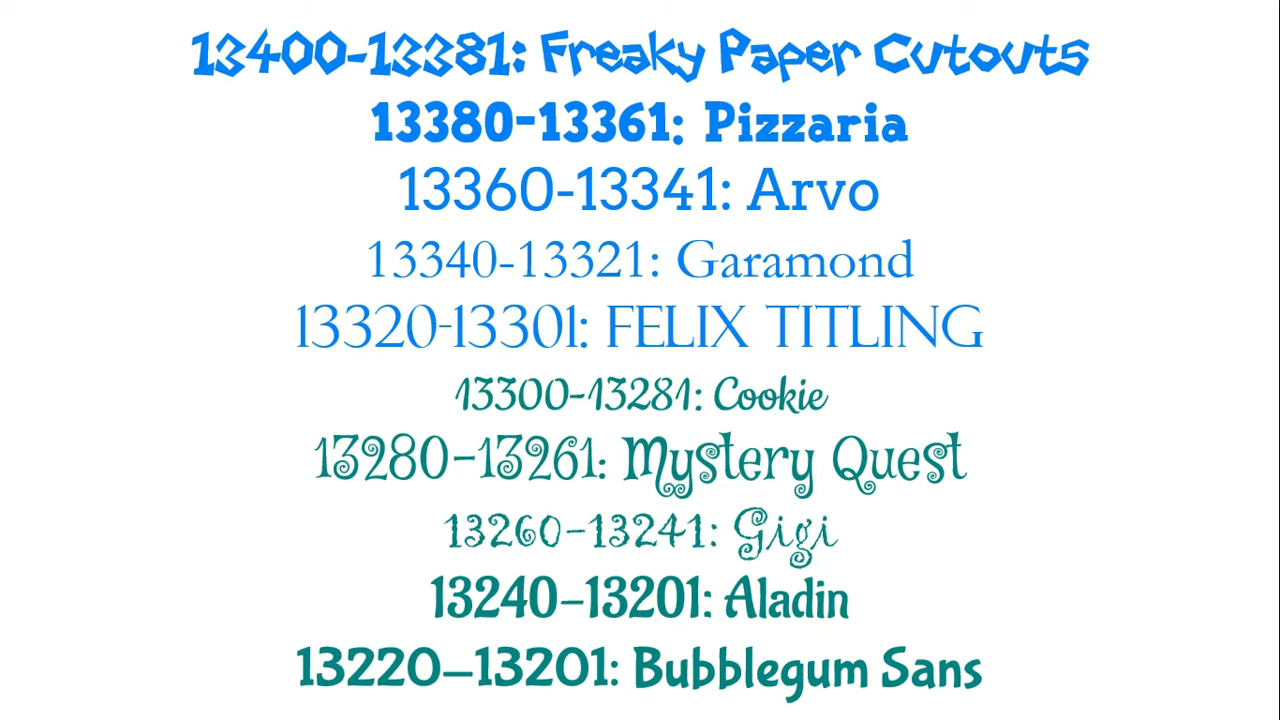 13400-13381: Freaky Paper Cutouts
13380-13361: Pizzaria
13360-13341: Arvo
13340-13321: Garamond
13320-13301: FELIX TITLING
13300-13281: Cookie
13280-13261: Mystery Quest
13260-13241: Gigi
13240-13201: Aladin
13220-13201: Bubblegum Sans